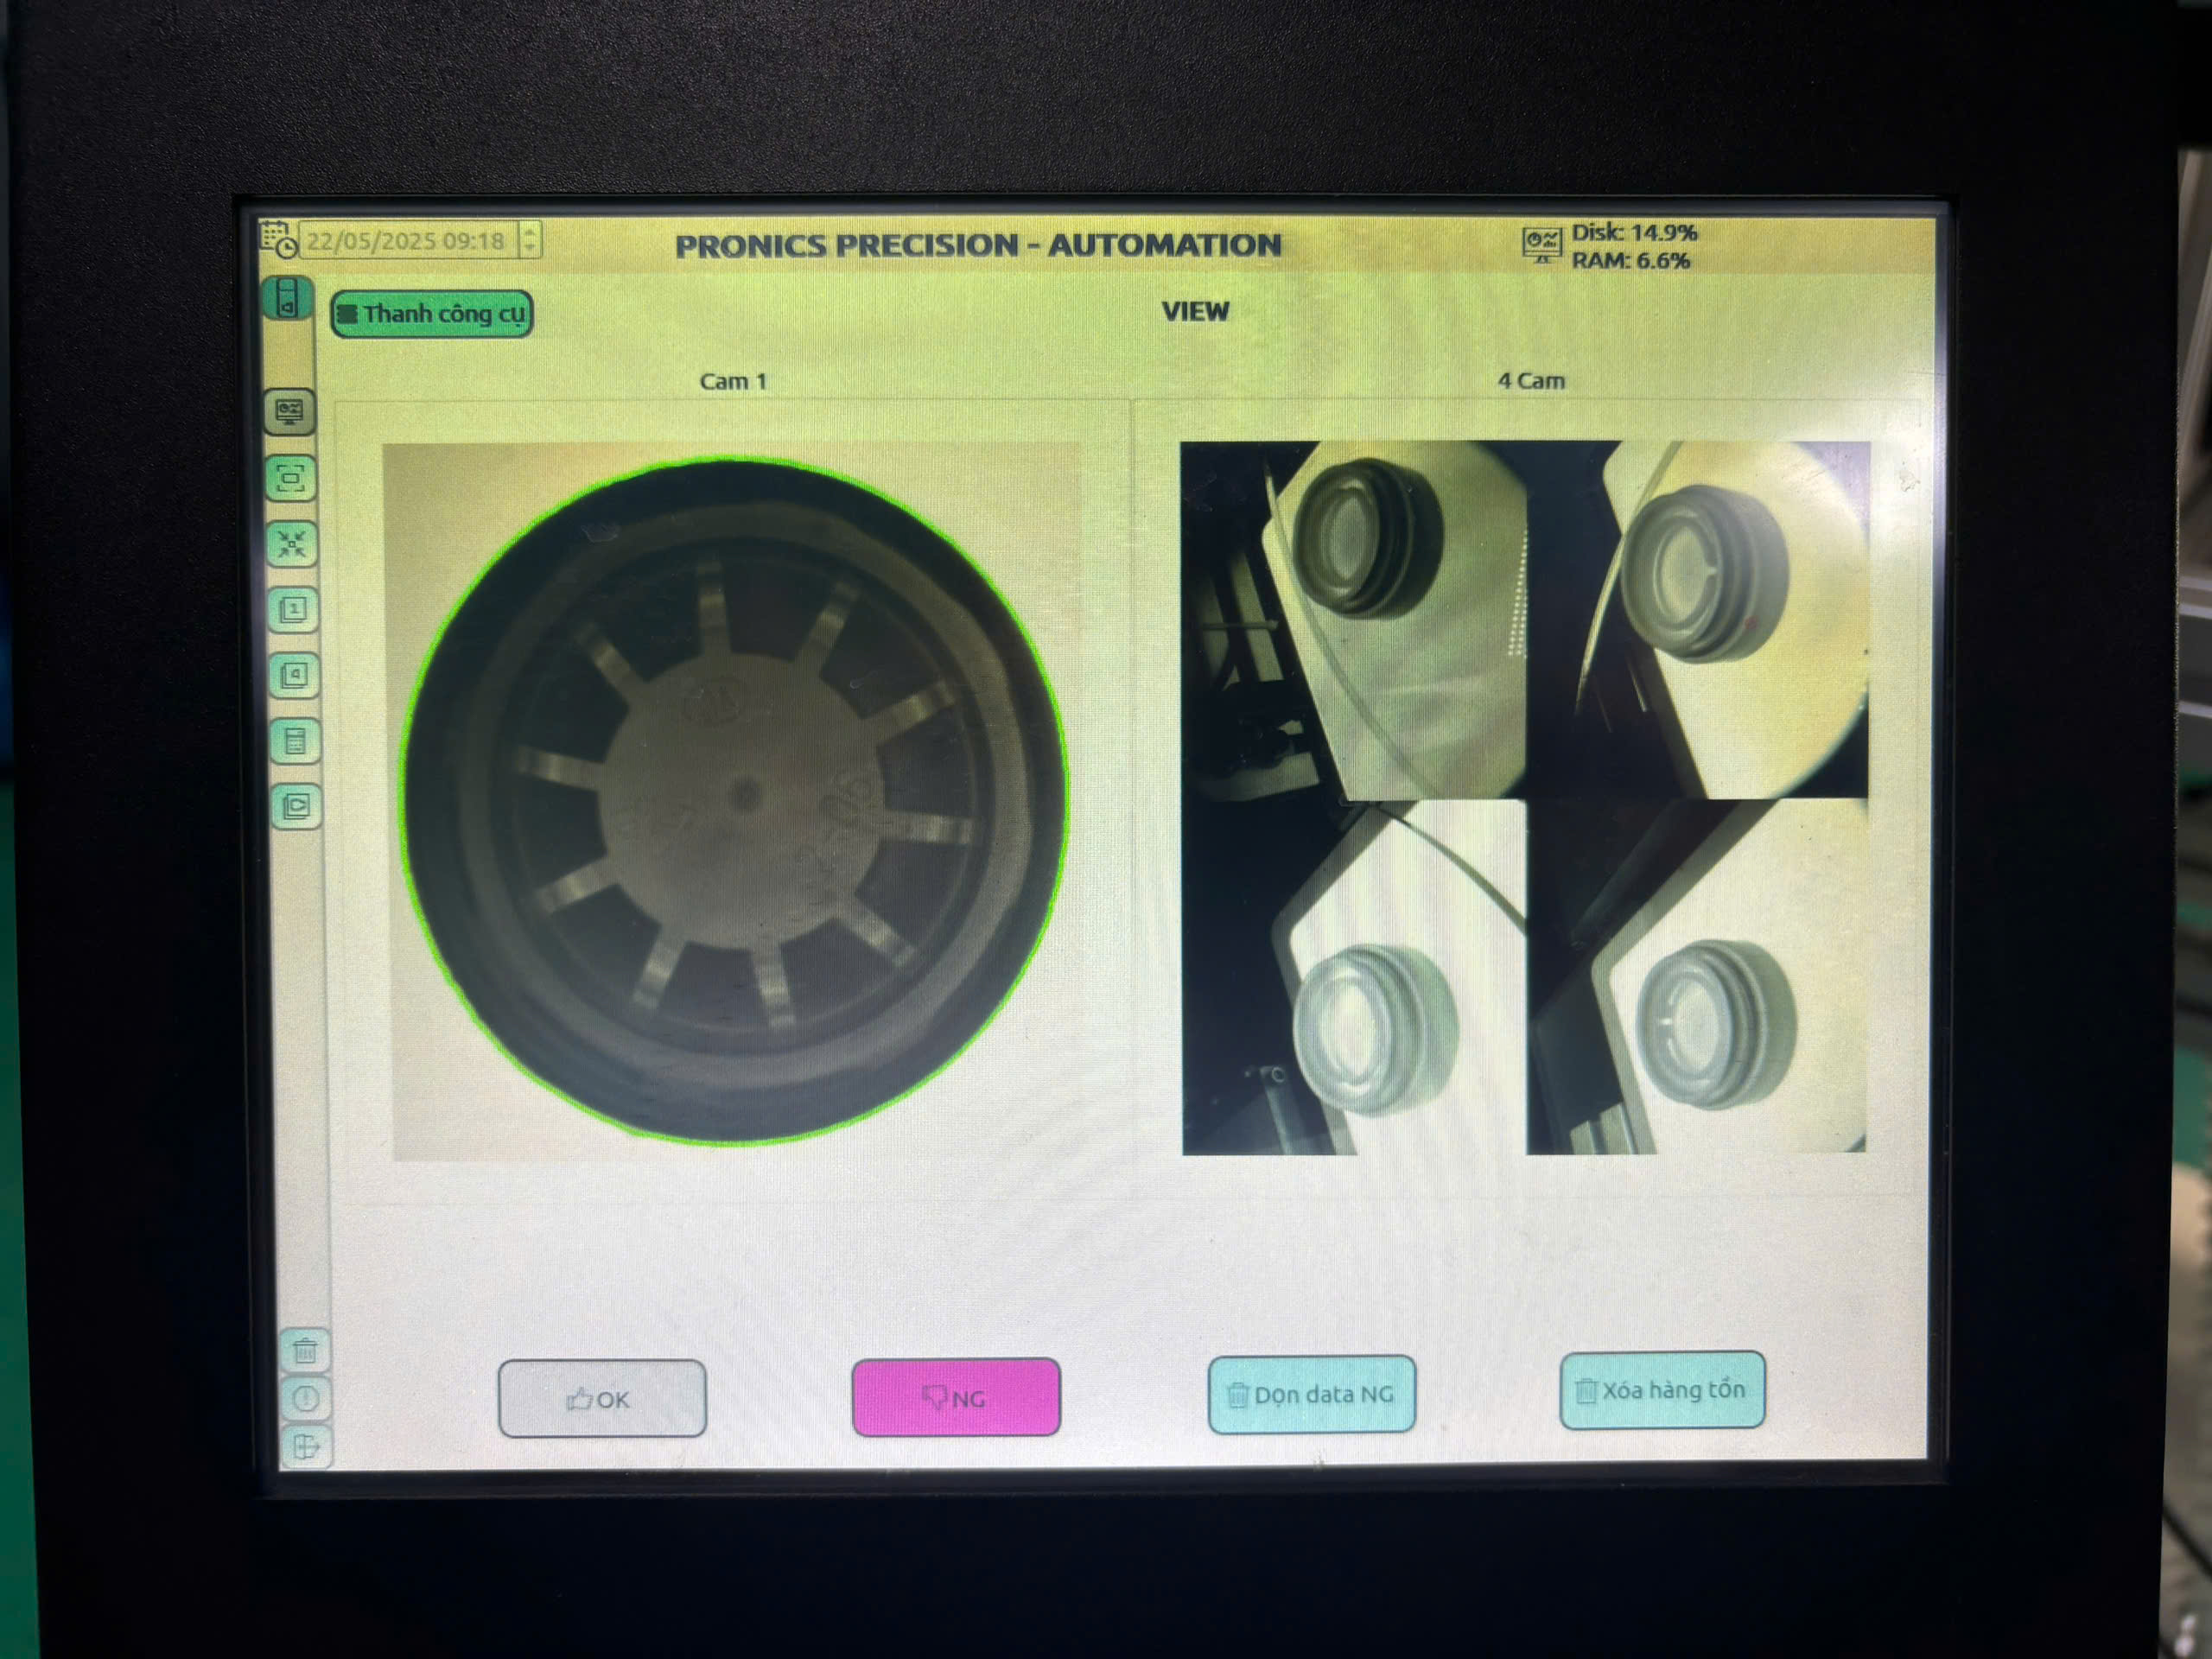 22/05/2025 09:18
PRONICS PRECISION - AUTOMATION
Disk: 14.9%
RAM: 6.6%
Thanh công cụ
VIEW
Cam 1
4 Cam
OK
NG
Dọn data NG
Xóa hàng tồn